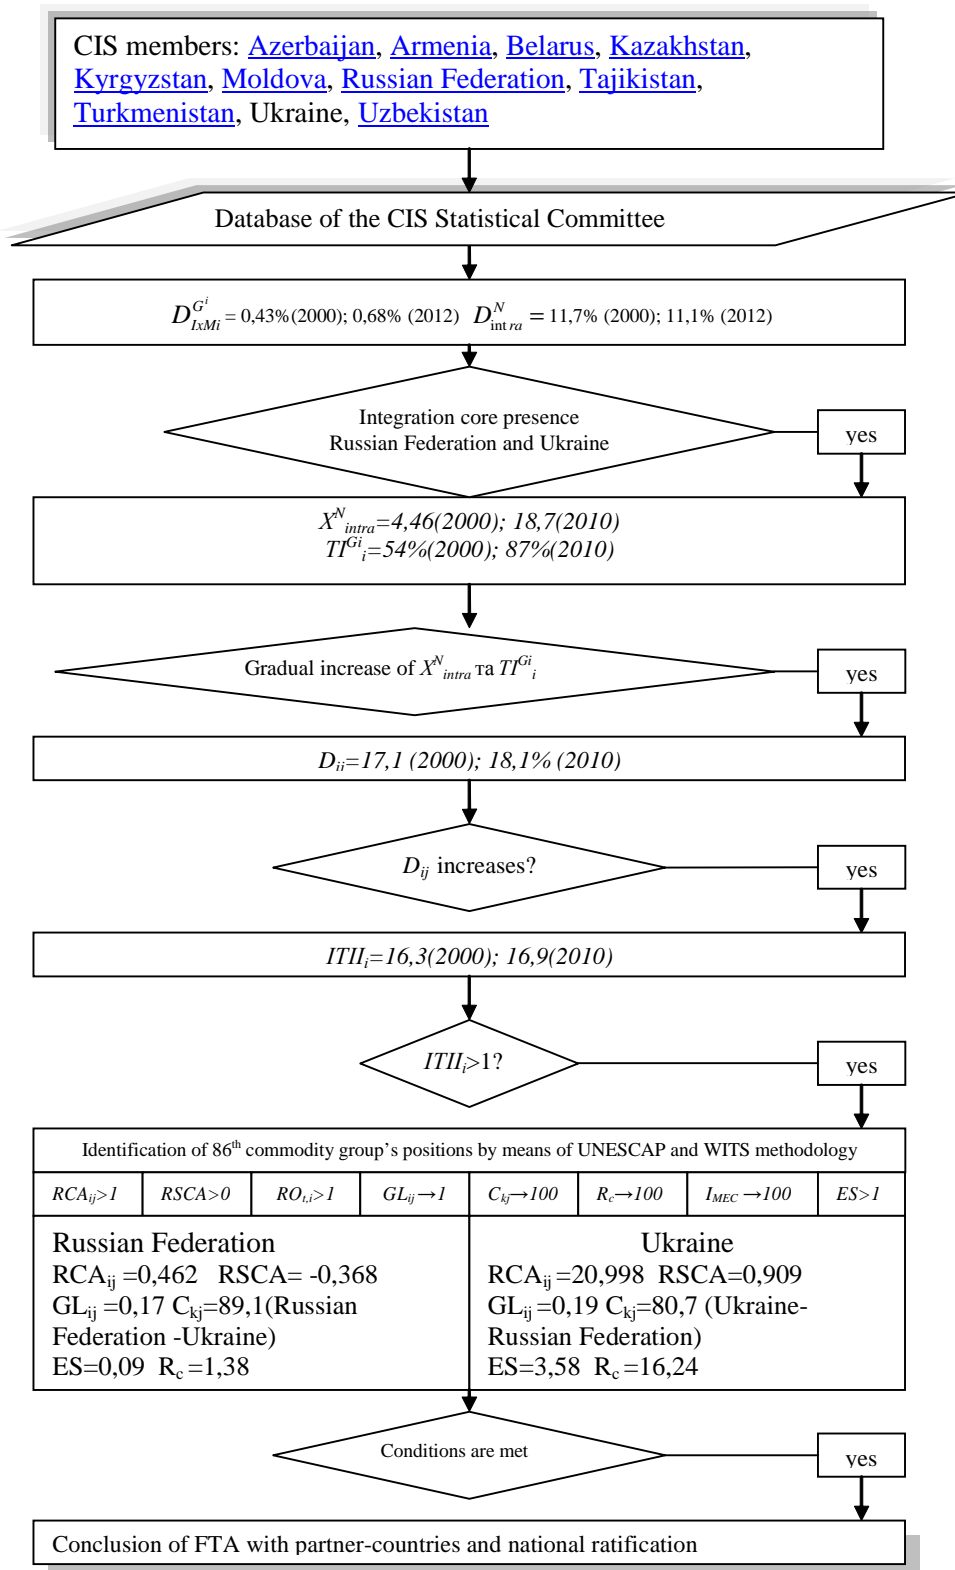 CIS members: Azerbaijan, Armenia, Belarus, Kazakhstan,
Kyrgyzstan, Moldova, Russian Federation, Tajikistan,
Turkmenistan, Ukraine, Uzbekistan
Database of the CIS Statistical Committee
D^{G^i}_{IxMi} = 0,43%(2000); 0,68% (2012) D^N_{intra} = 11,7% (2000); 11,1% (2012)
Integration core presence
Russian Federation and Ukraine
yes
X^N_{intra}=4,46(2000); 18,7(2010)
TI^{Gi}_i=54%(2000); 87%(2010)
Gradual increase of X^N_{intra} та TI^{Gi}_i
yes
D_{ij}=17,1 (2000); 18,1% (2010)
D_{ij} increases?
yes
ITII_i=16,3(2000); 16,9(2010)
ITII_i>1?
yes
Identification of 86^{th} commodity group's positions by means of UNESCAP and WITS methodology
RCA_{ij}>1 RSCA>0 RO_{t,i}>1 GL_{ij}→1 C_{kj}→100 R_c→100 I_{MEC}→100 ES>1
Russian Federation
RCA_{ij} =0,462 RSCA= -0,368
GL_{ij} =0,17 C_{kj}=89,1(Russian
Federation -Ukraine)
ES=0,09 R_c =1,38
Ukraine
RCA_{ij}=20,998 RSCA=0,909
GL_{ij} =0,19 C_{kj}=80,7 (Ukraine-
Russian Federation)
ES=3,58 R_c =16,24
Conditions are met
yes
Conclusion of FTA with partner-countries and national ratification